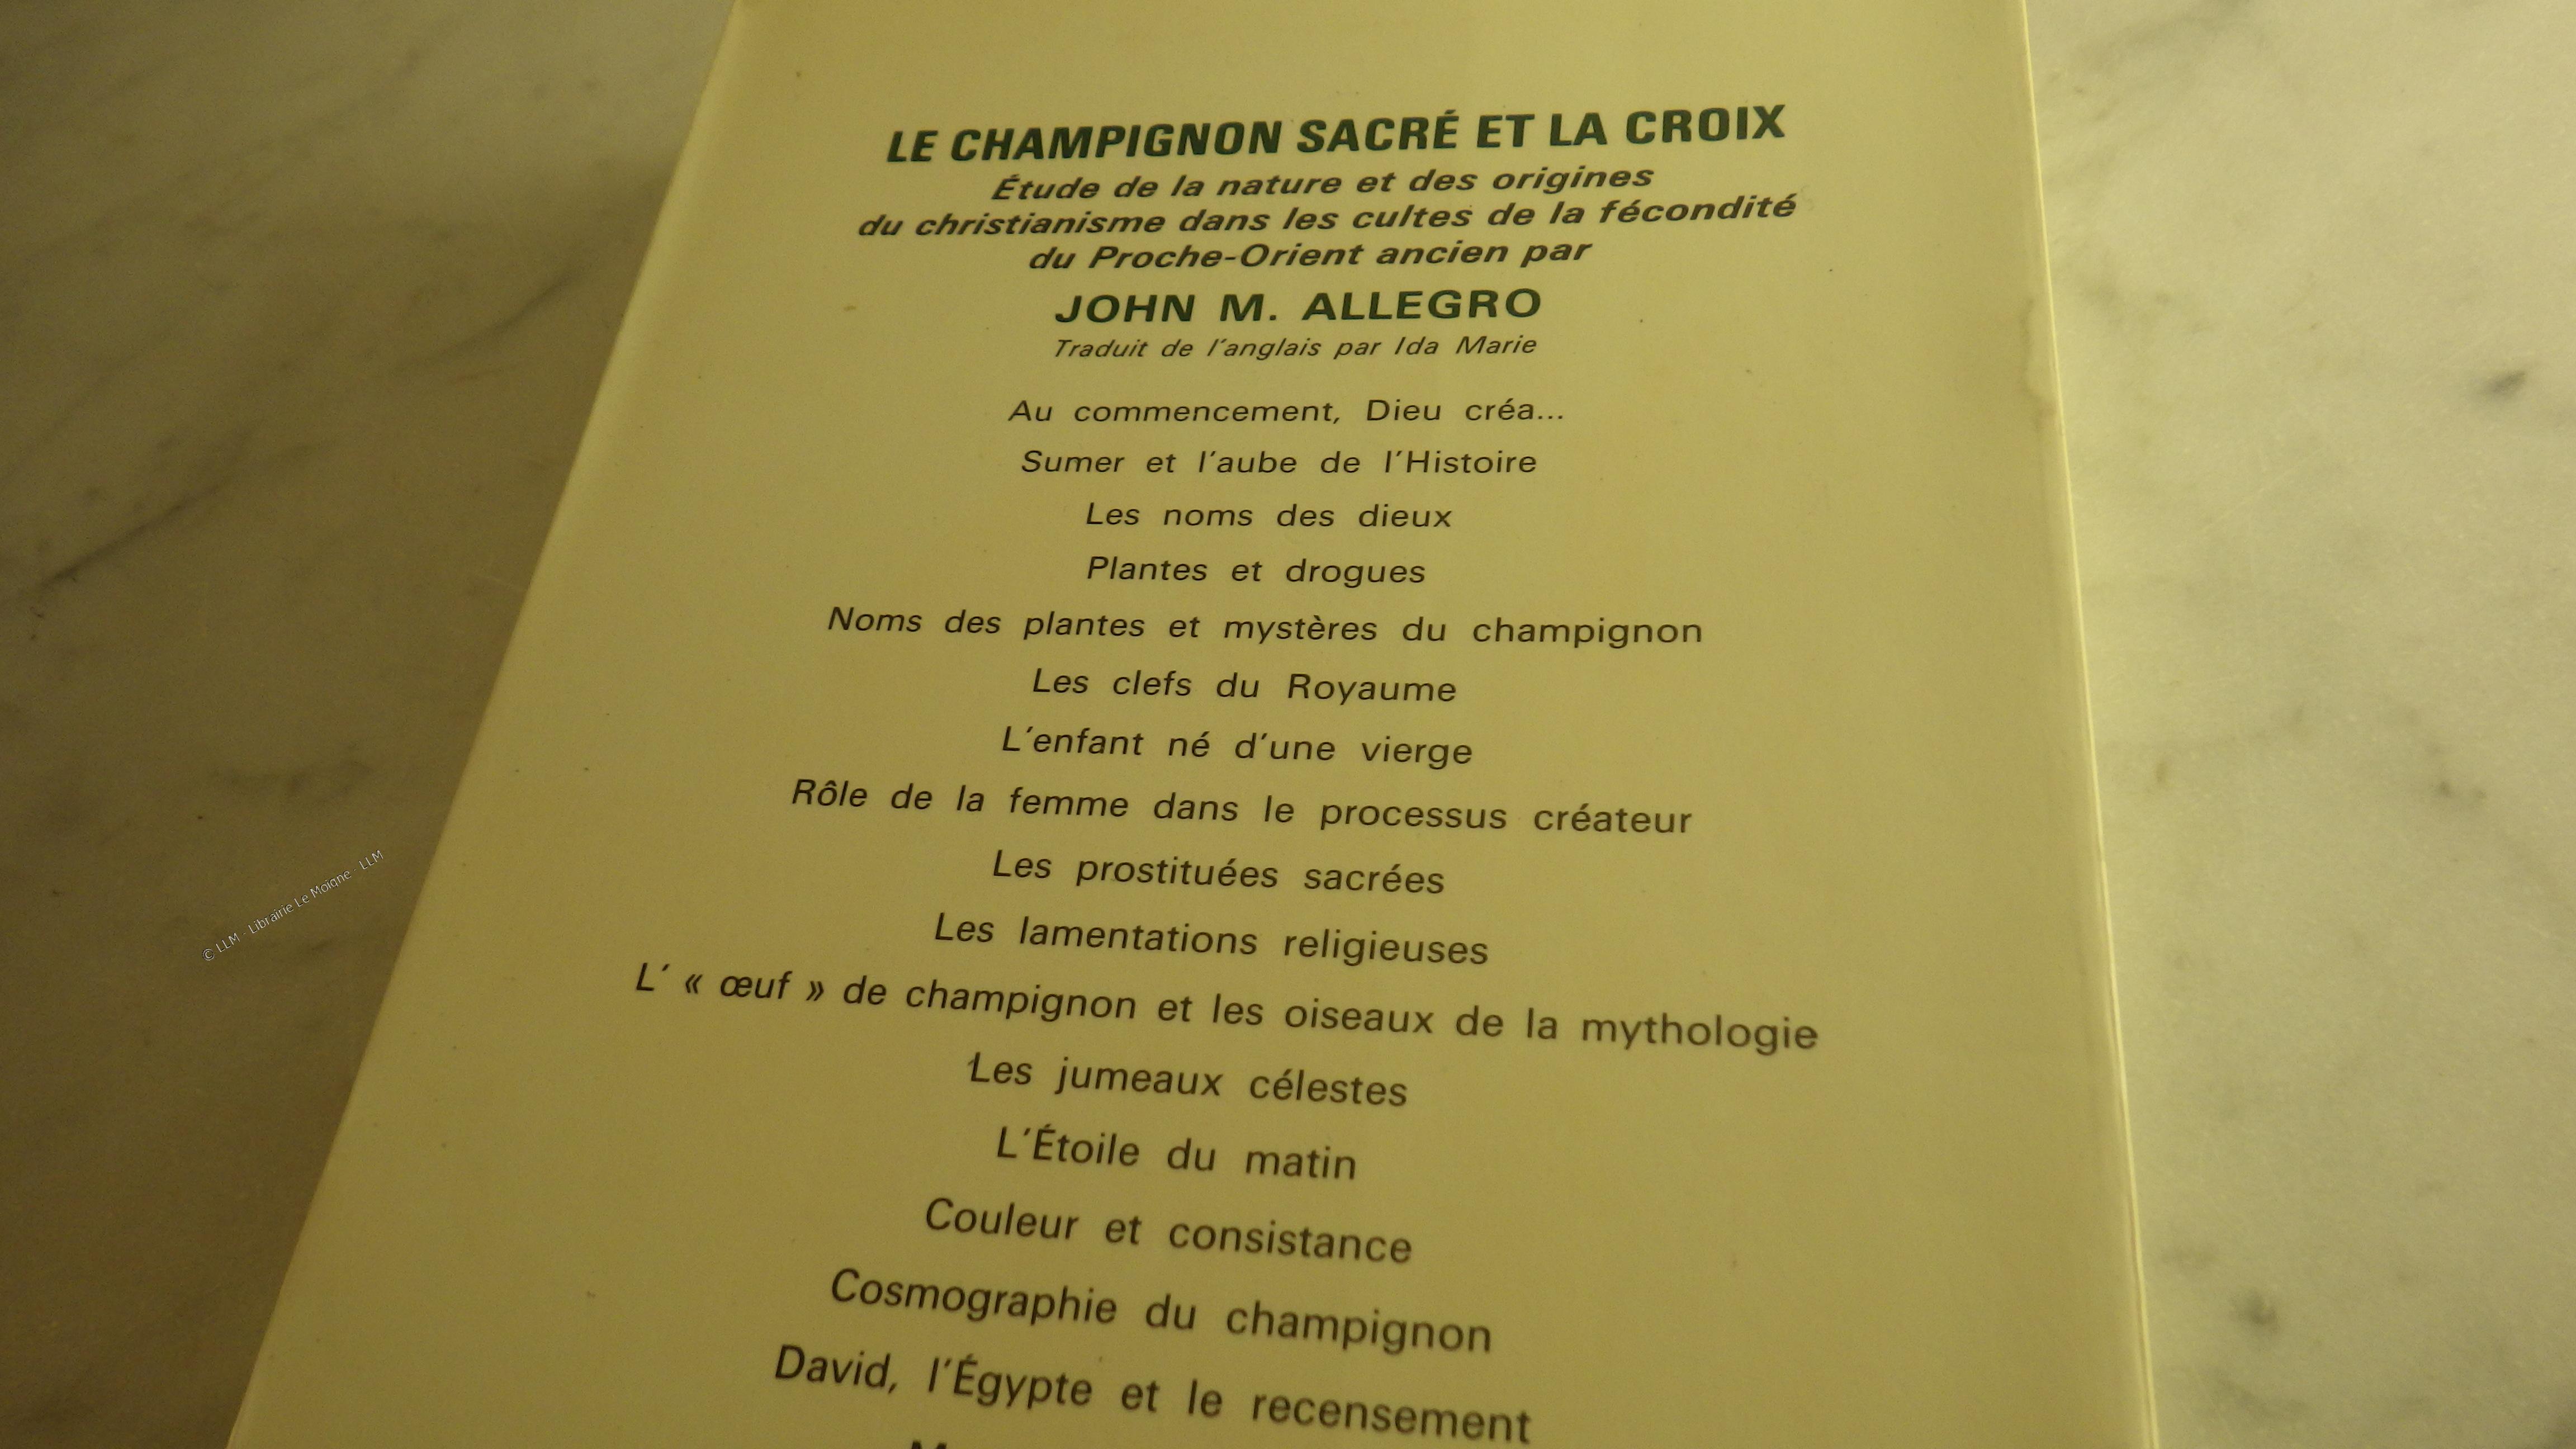 LE CHAMPIGNON SACRÉ ET LA CROIX
Étude de la nature et des origines
du christianisme dans les cultes de la fécondité
du Proche-Orient ancien par
JOHN M. ALLEGRO
Traduit de l'anglais par Ida Marie
Au commencement, Dieu créa...
Sumer et l'aube de l'Histoire
Les noms des dieux
Plantes et drogues
Noms des plantes et mystères du champignon
Les clefs du Royaume
L'enfant né d'une vierge
Rôle de la femme dans le processus créateur
Les prostituées sacrées
Les lamentations religieuses
L' « œuf » de champignon et les oiseaux de la mythologie
Les jumeaux célestes
L'Étoile du matin
Couleur et consistance
Cosmographie du champignon
David, l'Égypte et le recensement
© LLM - Librairie Le Moigne - LLM